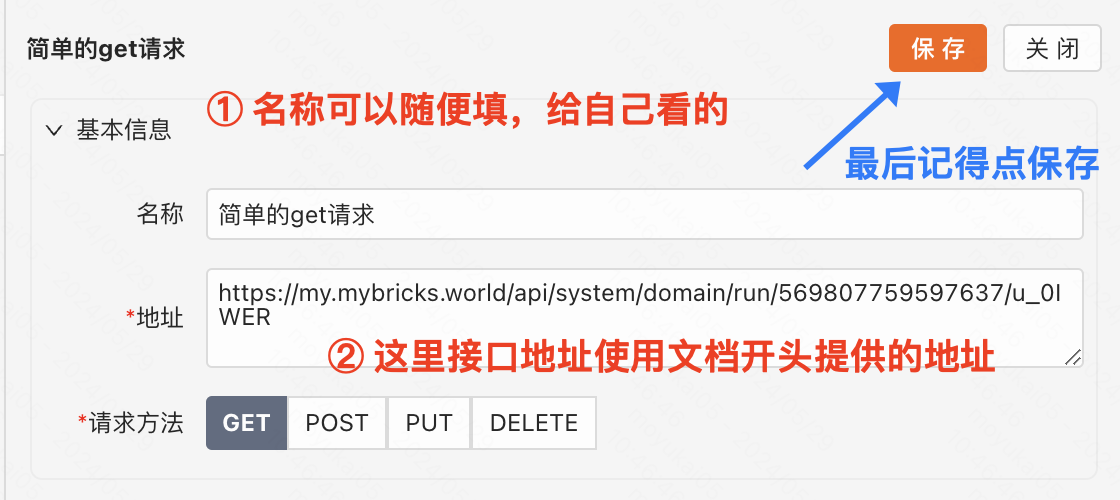 简单的get请求
保 存
关 闭
① 名称可以随便填，给自己看的
基本信息
最后记得点保存
名称
简单的get请求
*地址
https://my.mybricks.world/api/system/domain/run/569807759597637/u_0I
WER
② 这里接口地址使用文档开头提供的地址
*请求方法
GET
POST
PUT
DELETE